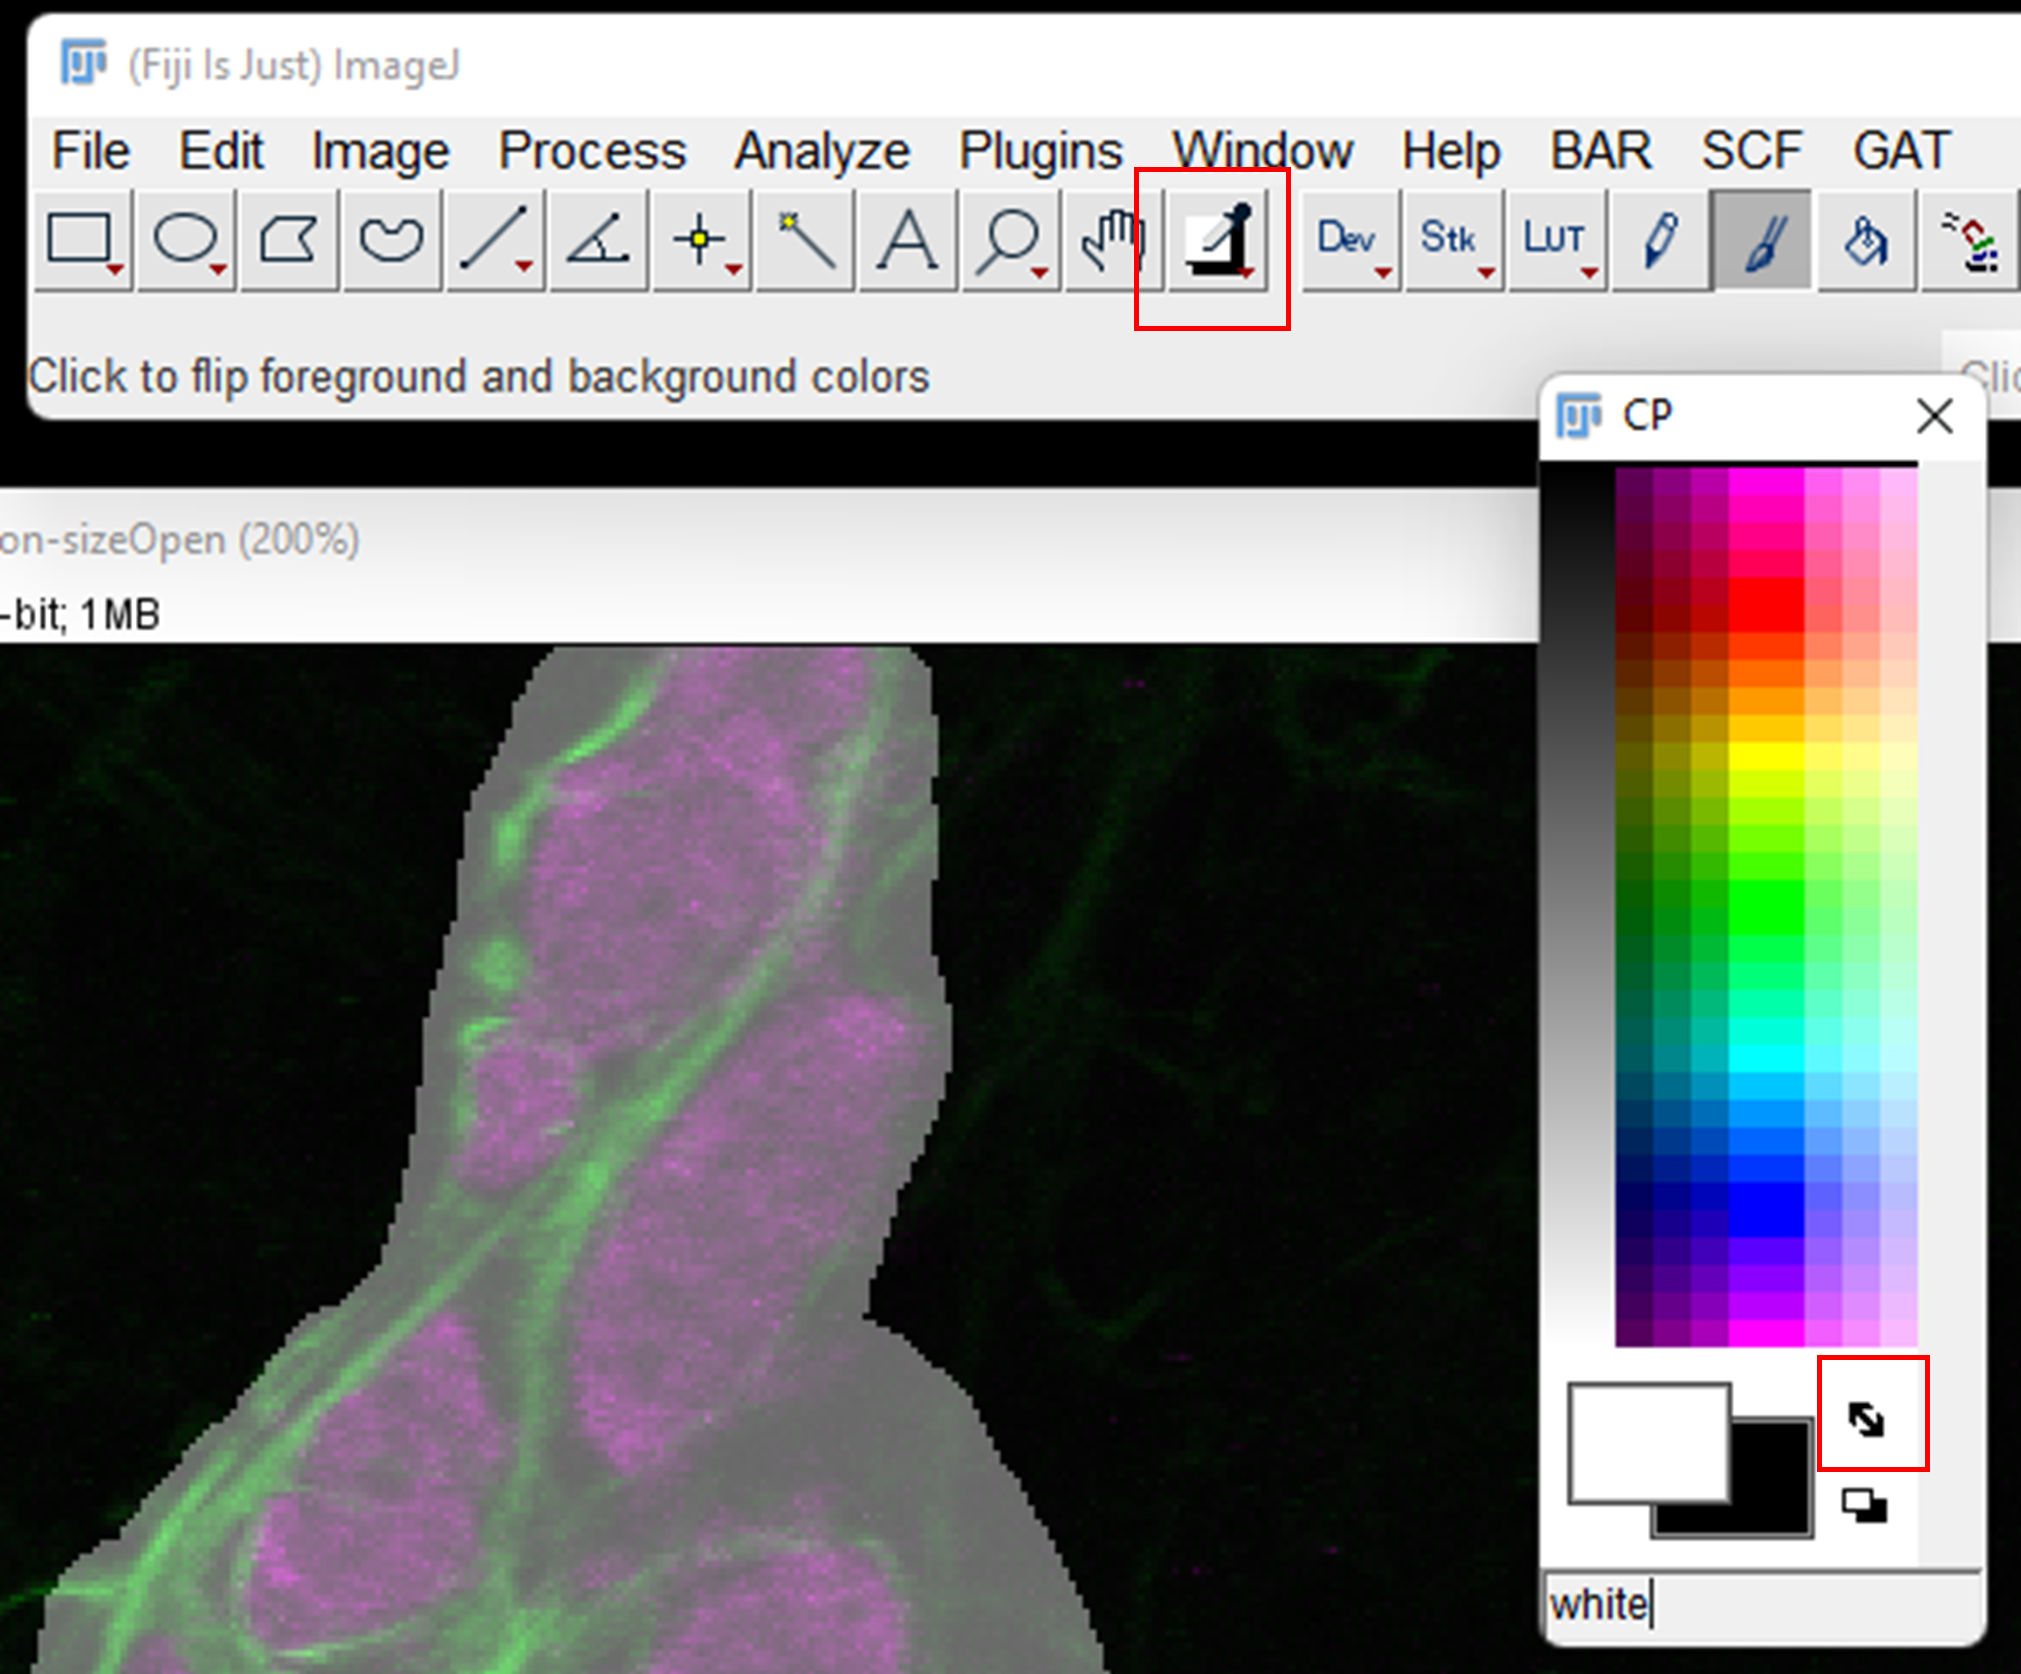 (Fiji Is Just) ImageJ
File Edit Image Process Analyze Plugins Window Help BAR SCF GAT
Dev Stk LUT
Click to flip foreground and background colors
Clic
CP
on-sizeOpen (200%)
-bit; 1MB
white